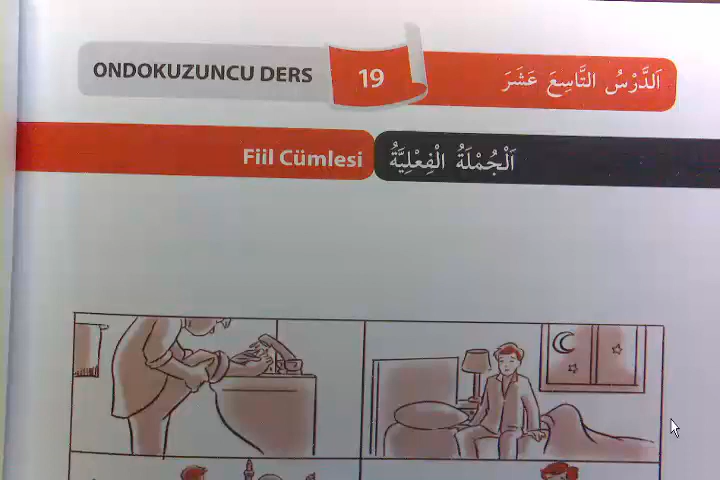 ONDOKUZUNCU DERS 19 اَلدَّرْسُ التَّاسِعَ عَشَرَ
Fiil Cümlesi اَلْجُمْلَةُ الْفِعْلِيَّةُ